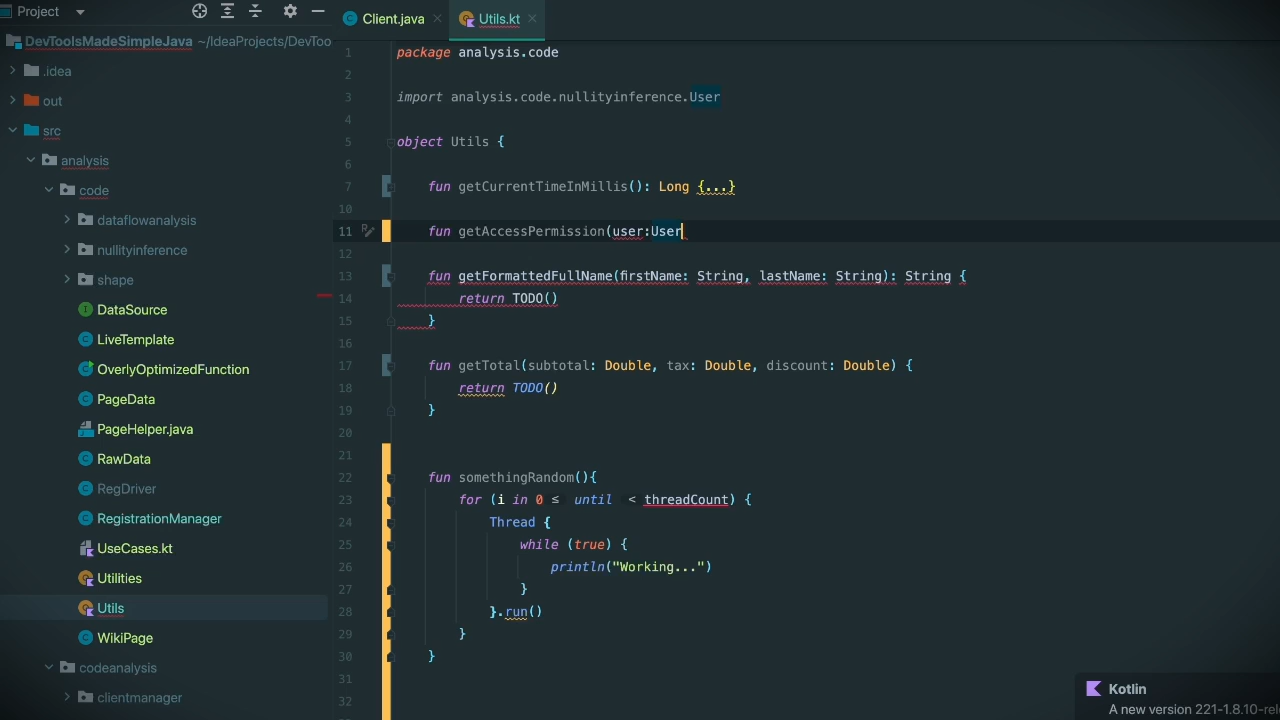 Project
Client.java
Utils.kt
DevToolsMadeSimpleJava ~/IdeaProjects/DevToo
.idea
out
src
analysis
code
dataflowanalysis
nullityinference
shape
DataSource
LiveTemplate
OverlyOptimizedFunction
PageData
PageHelper.java
RawData
RegDriver
RegistrationManager
UseCases.kt
Utilities
Utils
WikiPage
codeanalysis
clientmanager
1 package analysis.code
2
3 import analysis.code.nullityinference.User
4
5 object Utils {
6
7 fun getCurrentTimeInMillis(): Long {...}
10
11 fun getAccessPermission(user:User
12
13 fun getFormattedFullName(firstName: String, lastName: String): String {
14 return TODO()
15 }
16
17 fun getTotal(subtotal: Double, tax: Double, discount: Double) {
18 return TODO()
19 }
20
21
22 fun somethingRandom(){
23 for (i in 0 ≤ until < threadCount) {
24 Thread {
25 while (true) {
26 println("Working...")
27 }
28 }.run()
29 }
30 }
31
32
Kotlin
A new version 221-1.8.10-rel